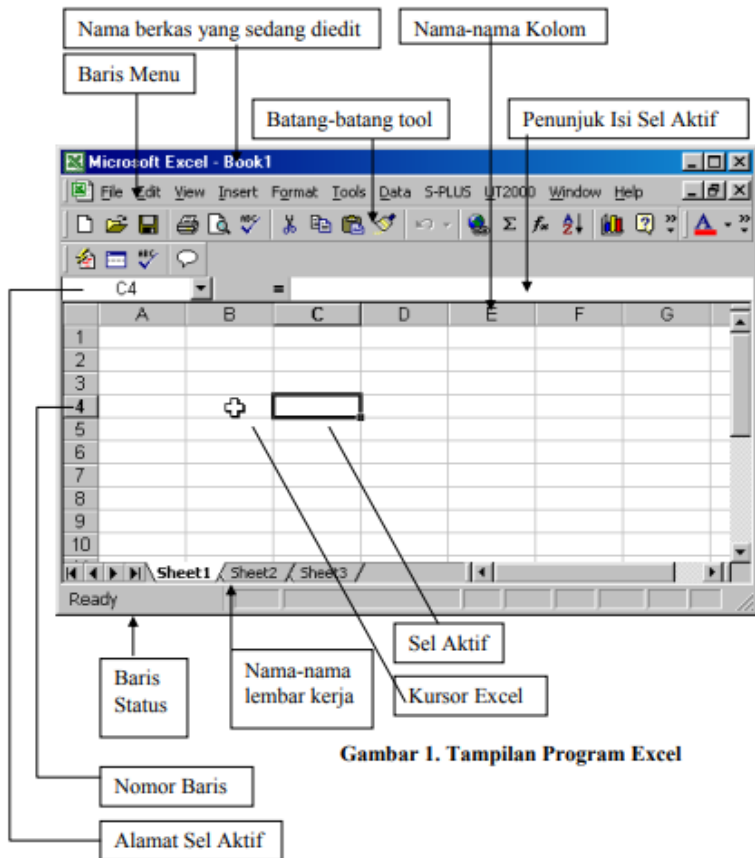 Nama berkas yang sedang diedit
Nama-nama Kolom
Baris Menu
Batang-batang tool
Penunjuk Isi Sel Aktif
Microsoft Excel - Book1
File Edit View Insert Format Tools Data S-PLUS UT2000 Window Help
ABC
Σ fx A Z A
ABC
C4 =
A B C D E F G
1
2
3
4
5
6
7
8
9
10
Sheet1 Sheet2 Sheet3
Ready
Sel Aktif
Baris
Status
Nama-nama
lembar kerja
Kursor Excel
Gambar 1. Tampilan Program Excel
Nomor Baris
Alamat Sel Aktif